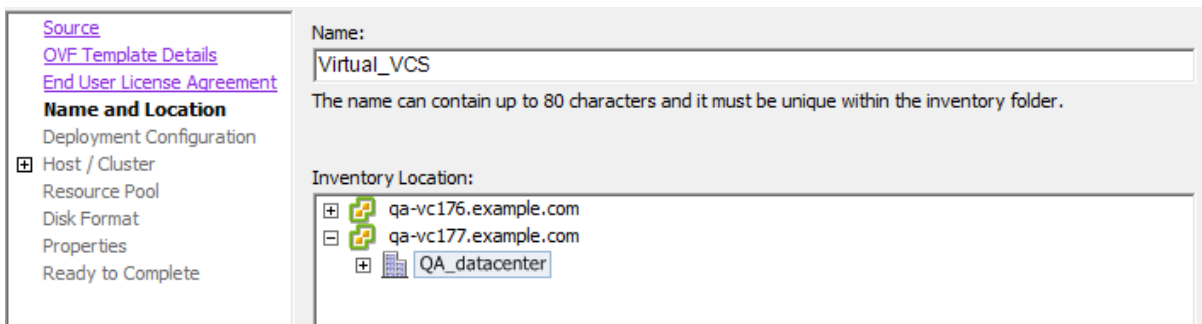 Source
OVF Template Details
End User License Agreement
Name and Location
Deployment Configuration
Host / Cluster
Resource Pool
Disk Format
Properties
Ready to Complete
Name:
Virtual_VCS
The name can contain up to 80 characters and it must be unique within the inventory folder.
Inventory Location:
qa-vc176.example.com
qa-vc177.example.com
QA_datacenter